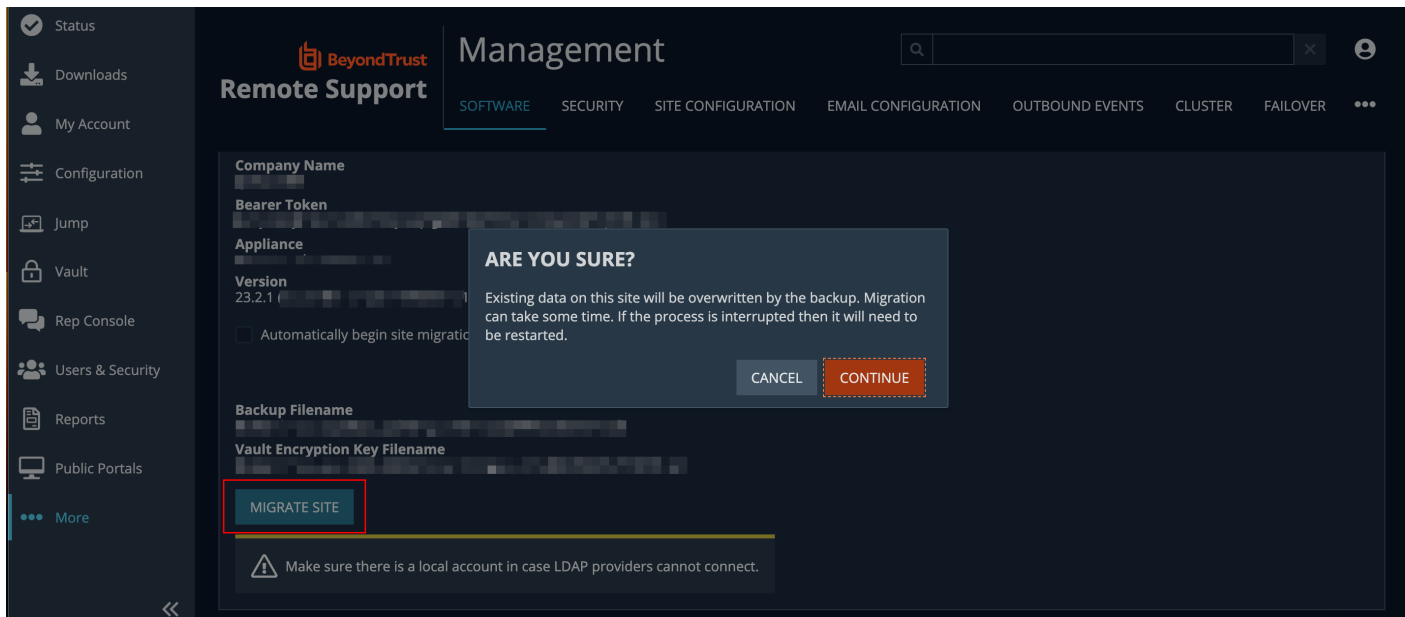 Status
Downloads
My Account
Configuration
Jump
Vault
Rep Console
Users & Security
Reports
Public Portals
More
BeyondTrust
Remote Support
Management
SOFTWARE
SECURITY
SITE CONFIGURATION
EMAIL CONFIGURATION
OUTBOUND EVENTS
CLUSTER
FAILOVER
Company Name
Bearer Token
Appliance
Version
23.2.1 (
Automatically begin site migratio
Backup Filename
Vault Encryption Key Filename
MIGRATE SITE
Make sure there is a local account in case LDAP providers cannot connect.
ARE YOU SURE?
Existing data on this site will be overwritten by the backup. Migration
can take some time. If the process is interrupted then it will need to
be restarted.
CANCEL
CONTINUE